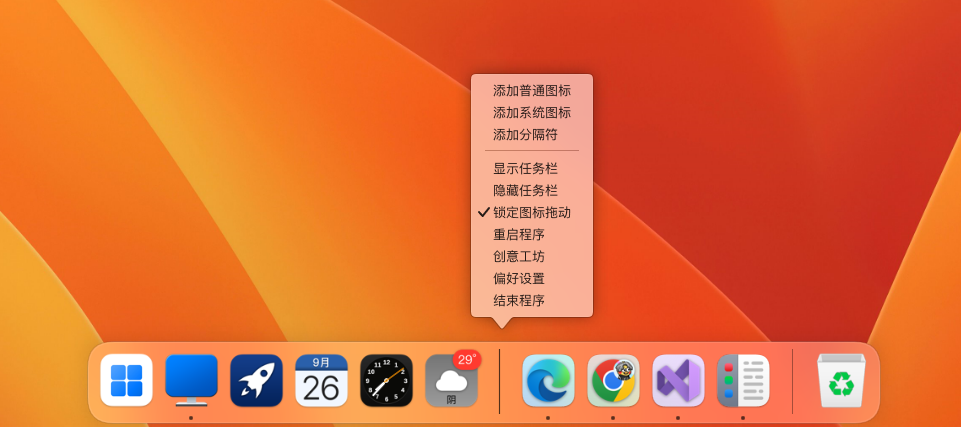 添加普通图标
添加系统图标
添加分隔符
显示任务栏
隐藏任务栏
锁定图标拖动
重启程序
创意工坊
偏好设置
结束程序
9月
26
11 12 1
10 2
9 3
8 4
7 6 5
29°
阴